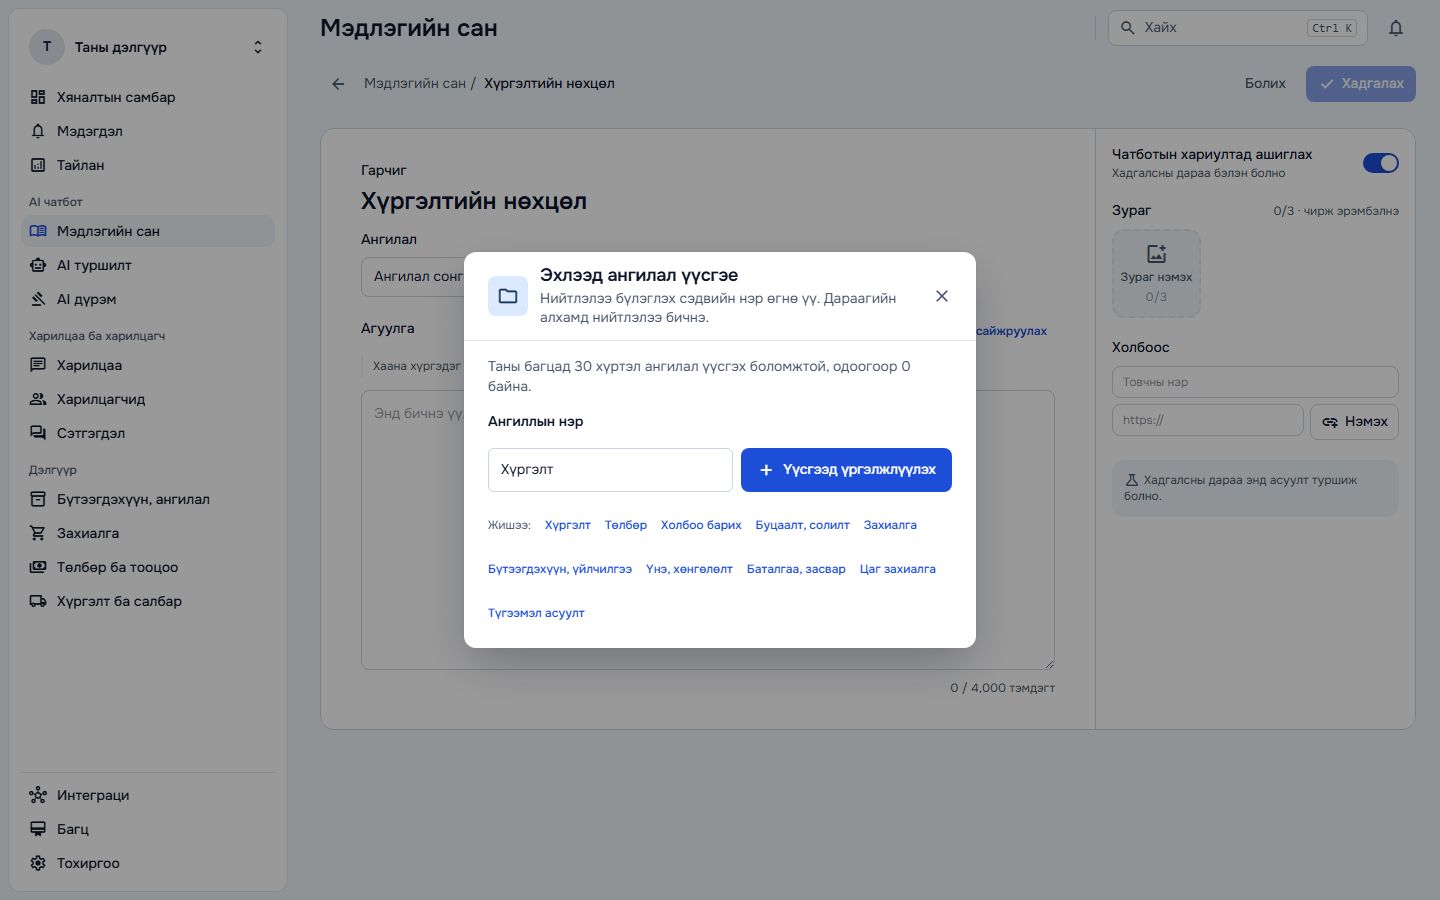 Т
Таны дэлгүүр
Хяналтын самбар
Мэдэгдэл
Тайлан
AI чатбот
Мэдлэгийн сан
AI туршилт
AI дүрэм
Харилцаа ба харилцагч
Харилцаа
Харилцагчид
Сэтгэгдэл
Дэлгүүр
Бүтээгдэхүүн, ангилал
Захиалга
Төлбөр ба тооцоо
Хүргэлт ба салбар
Интеграци
Багц
Тохиргоо
Мэдлэгийн сан
Хайх
Ctrl K
Мэдлэгийн сан / Хүргэлтийн нөхцөл
Болих
Хадгалах
Гарчиг
Хүргэлтийн нөхцөл
Ангилал
Ангилал сонг
Агуулга
сайжруулах
Хаана хүргэдэг
Энд бичнэ үү.
0 / 4,000 тэмдэгт
Эхлээд ангилал үүсгэе
Нийтлэлээ бүлэглэх сэдвийн нэр өгнө үү. Дараагийн
алхамд нийтлэлээ бичнэ.
Таны багцад 30 хүртэл ангилал үүсгэх боломжтой, одоогоор 0
байна.
Ангиллын нэр
Хүргэлт
Үүсгээд үргэлжлүүлэх
Жишээ: Хүргэлт Төлбөр Холбоо барих Буцаалт, солилт Захиалга
Бүтээгдэхүүн, үйлчилгээ Үнэ, хөнгөлөлт Баталгаа, засвар Цаг захиалга
Түгээмэл асуулт
Чатботын хариултад ашиглах
Хадгалсны дараа бэлэн болно
Зураг
0/3 · чирж эрэмбэлнэ
Зураг нэмэх
0/3
Холбоос
Товчны нэр
https://
Нэмэх
Хадгалсны дараа энд асуулт туршиж
болно.